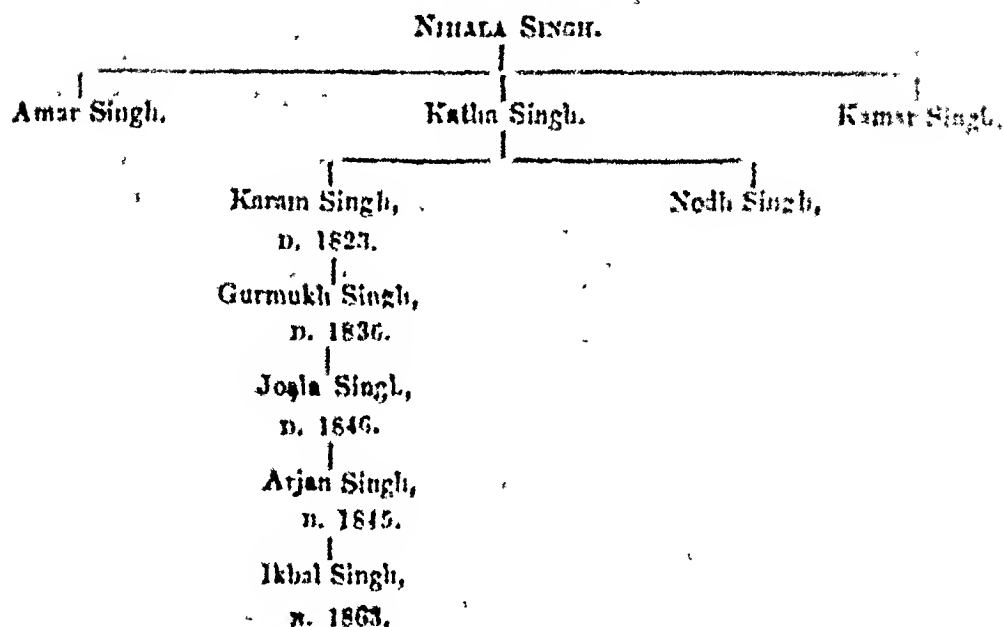 NIHALA SINGH.
Amar Singh. Katha Singh. Kamar Singh,
Karam Singh, Nodh Singh,
D. 1823.
Gurmukh Singh,
D. 1836.
Singh,
D. 1846.
Arjan Singh,
1845.
Ikbal Singh,
1863.